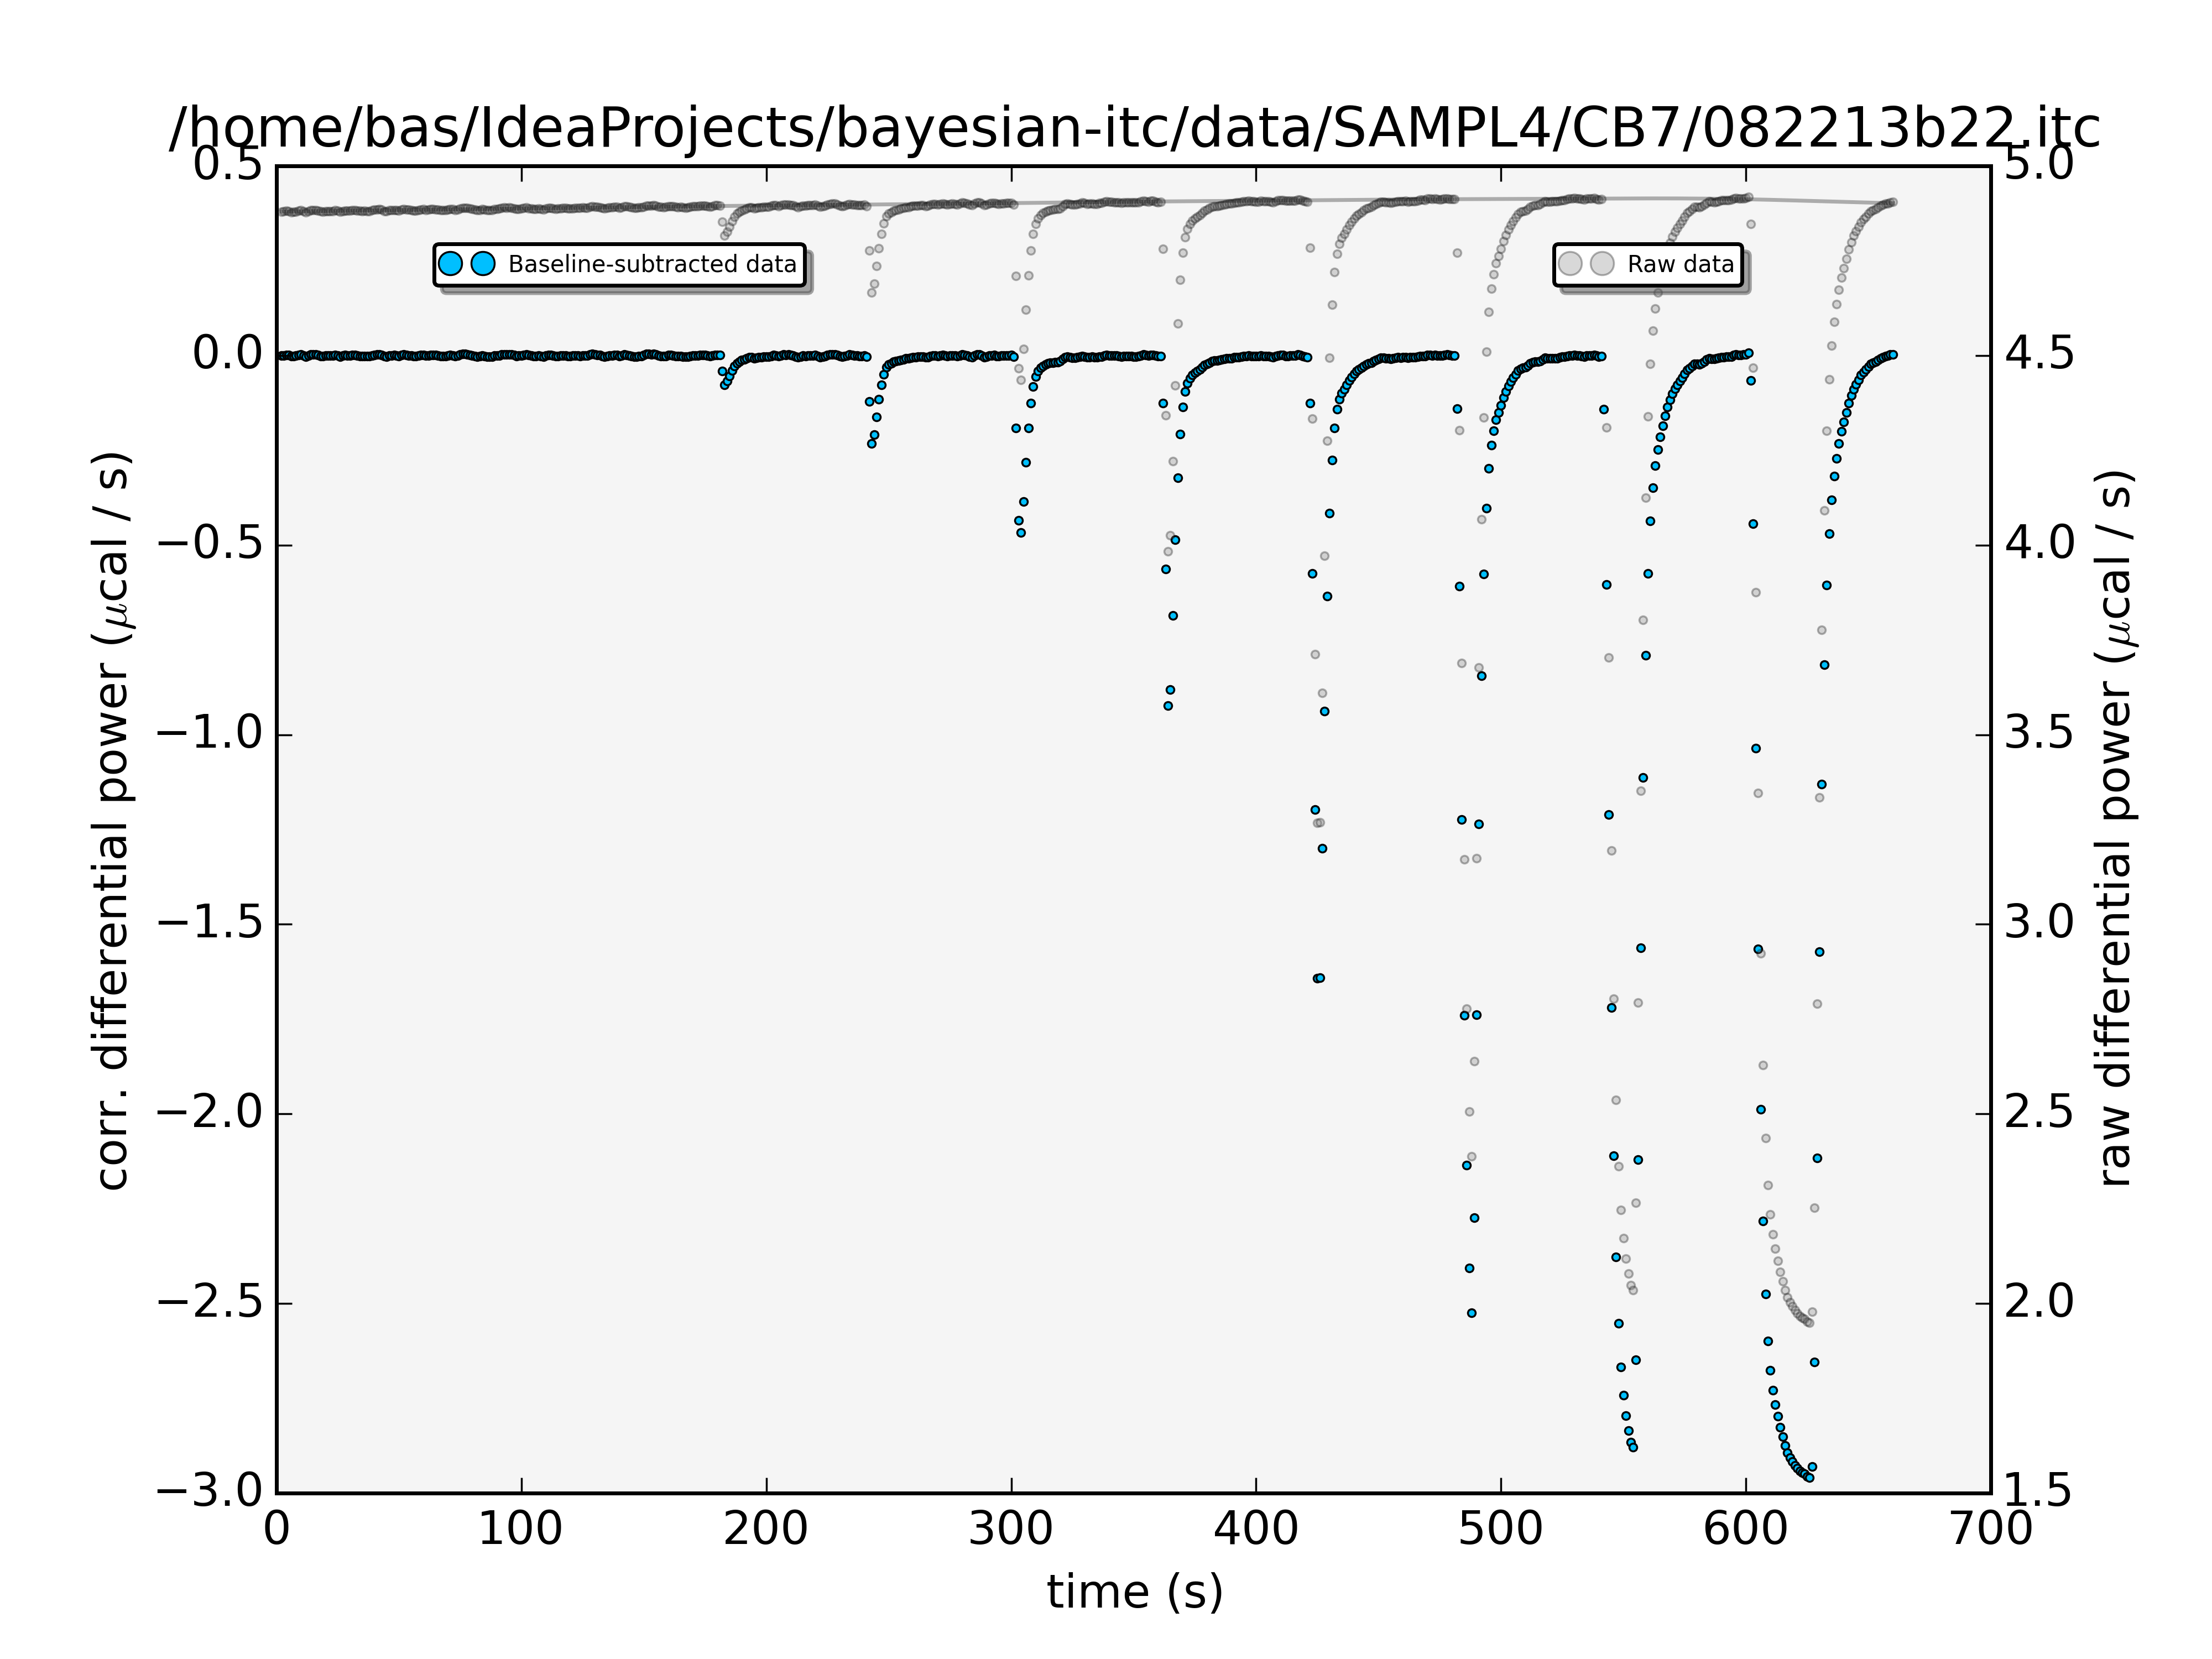 /home/bas/IdeaProjects/bayesian-itc/data/SAMPL4/CB7/082213b22.itc
0.5
0.0
−0.5
−1.0
−1.5
−2.0
−2.5
−3.0
corr. differential power (μcal / s)
Baseline-subtracted data
Raw data
5.0
4.5
4.0
3.5
3.0
2.5
2.0
1.5
raw differential power (μcal / s)
0 100 200 300 400 500 600 700
time (s)